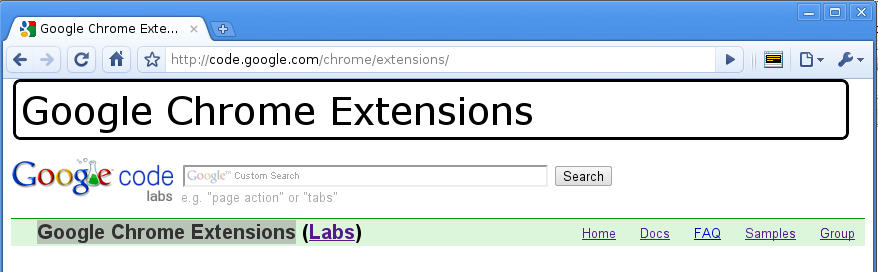 Google Chrome Exte...
http://code.google.com/chrome/extensions/
Google Chrome Extensions
Google code
labs
Google™ Custom Search
Search
e.g. "page action" or "tabs"
Google Chrome Extensions (Labs)
Home Docs FAQ Samples Group